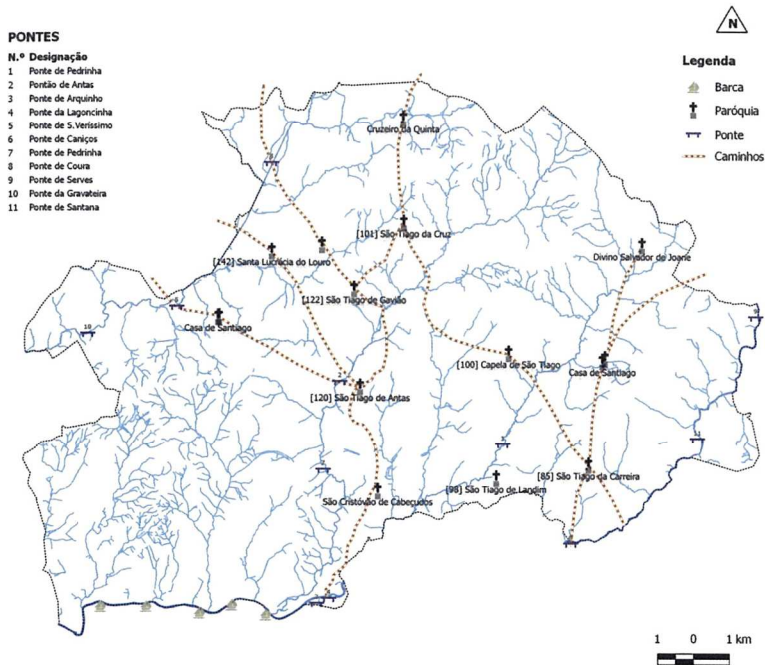 PONTES
N.º Designação
1 Ponte de Pedrinha
2 Pontão de Antas
3 Ponte de Arquinho
4 Ponte da Lagoncinha
5 Ponte de S.Veríssimo
6 Ponte de Caniços
7 Ponte de Pedrinha
8 Ponte de Coura
9 Ponte de Serves
10 Ponte da Gravateira
11 Ponte de Santana
N
Legenda
Barca
Paróquia
Ponte
Caminhos
Cruzeiro da Quinta
[101] São Tiago da Cruz
[142] Santa Lucrécia do Louro
Divino Salvador de Joane
[122] São Tiago de Gavião
Casa de Santiago
10
9
[100] Capela de São Tiago
Casa de Santiago
[120] São Tiago de Antas
[98] São Tiago de Landim
[85] São Tiago da Carreira
São Cristóvão de Cabeçudos
1 0 1 km